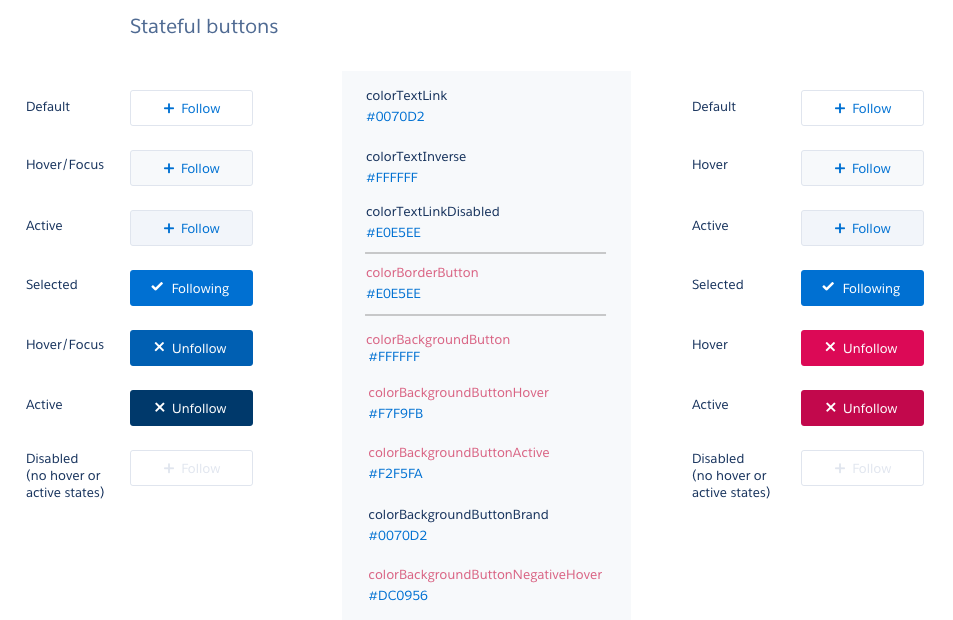 Stateful buttons
Default
+ Follow
Hover/Focus
+ Follow
Active
+ Follow
Selected
Following
Hover/Focus
Unfollow
Active
Unfollow
Disabled
(no hover or
active states)
+ Follow
colorTextLink
#0070D2
colorTextInverse
#FFFFFF
colorTextLinkDisabled
#E0E5EE
colorBorderButton
#E0E5EE
colorBackgroundButton
#FFFFFF
colorBackgroundButtonHover
#F7F9FB
colorBackgroundButtonActive
#F2F5FA
colorBackgroundButtonBrand
#0070D2
colorBackgroundButtonNegativeHover
#DC0956
Default
+ Follow
Hover
+ Follow
Active
+ Follow
Selected
Following
Hover
Unfollow
Active
Unfollow
Disabled
(no hover or
active states)
+ Follow